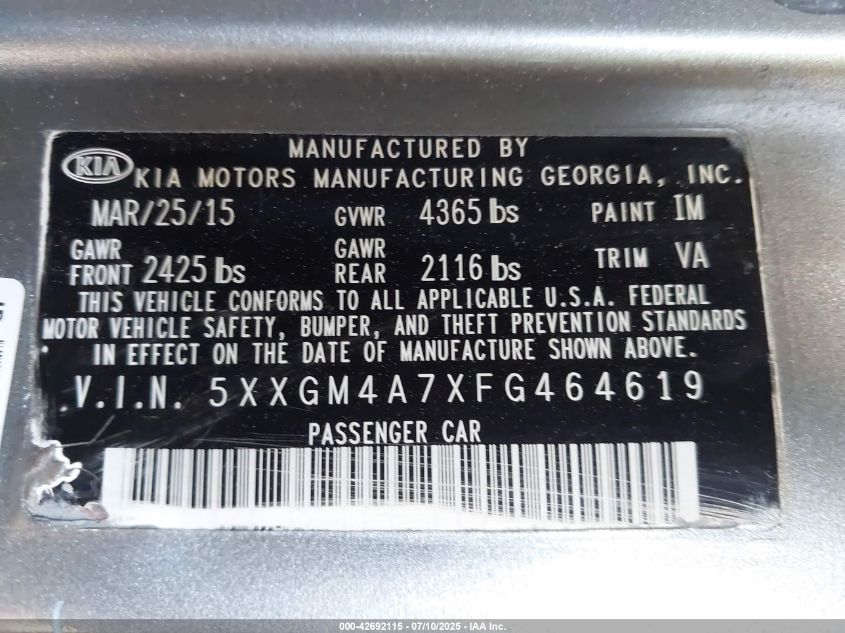 MANUFACTURED BY
KIA KIA MOTORS MANUFACTURING GEORGIA, INC.
MAR/25/15 GVWR 4365 lbs PAINT IM
GAWR FRONT 2425 lbs GAWR REAR 2116 lbs TRIM VA
THIS VEHICLE CONFORMS TO ALL APPLICABLE U.S.A. FEDERAL
MOTOR VEHICLE SAFETY, BUMPER, AND THEFT PREVENTION STANDARDS
IN EFFECT ON THE DATE OF MANUFACTURE SHOWN ABOVE.
V.I.N. 5XXGM4A7XFG464619
PASSENGER CAR
000-42692115 - 07/10/2025 - IAA Inc.